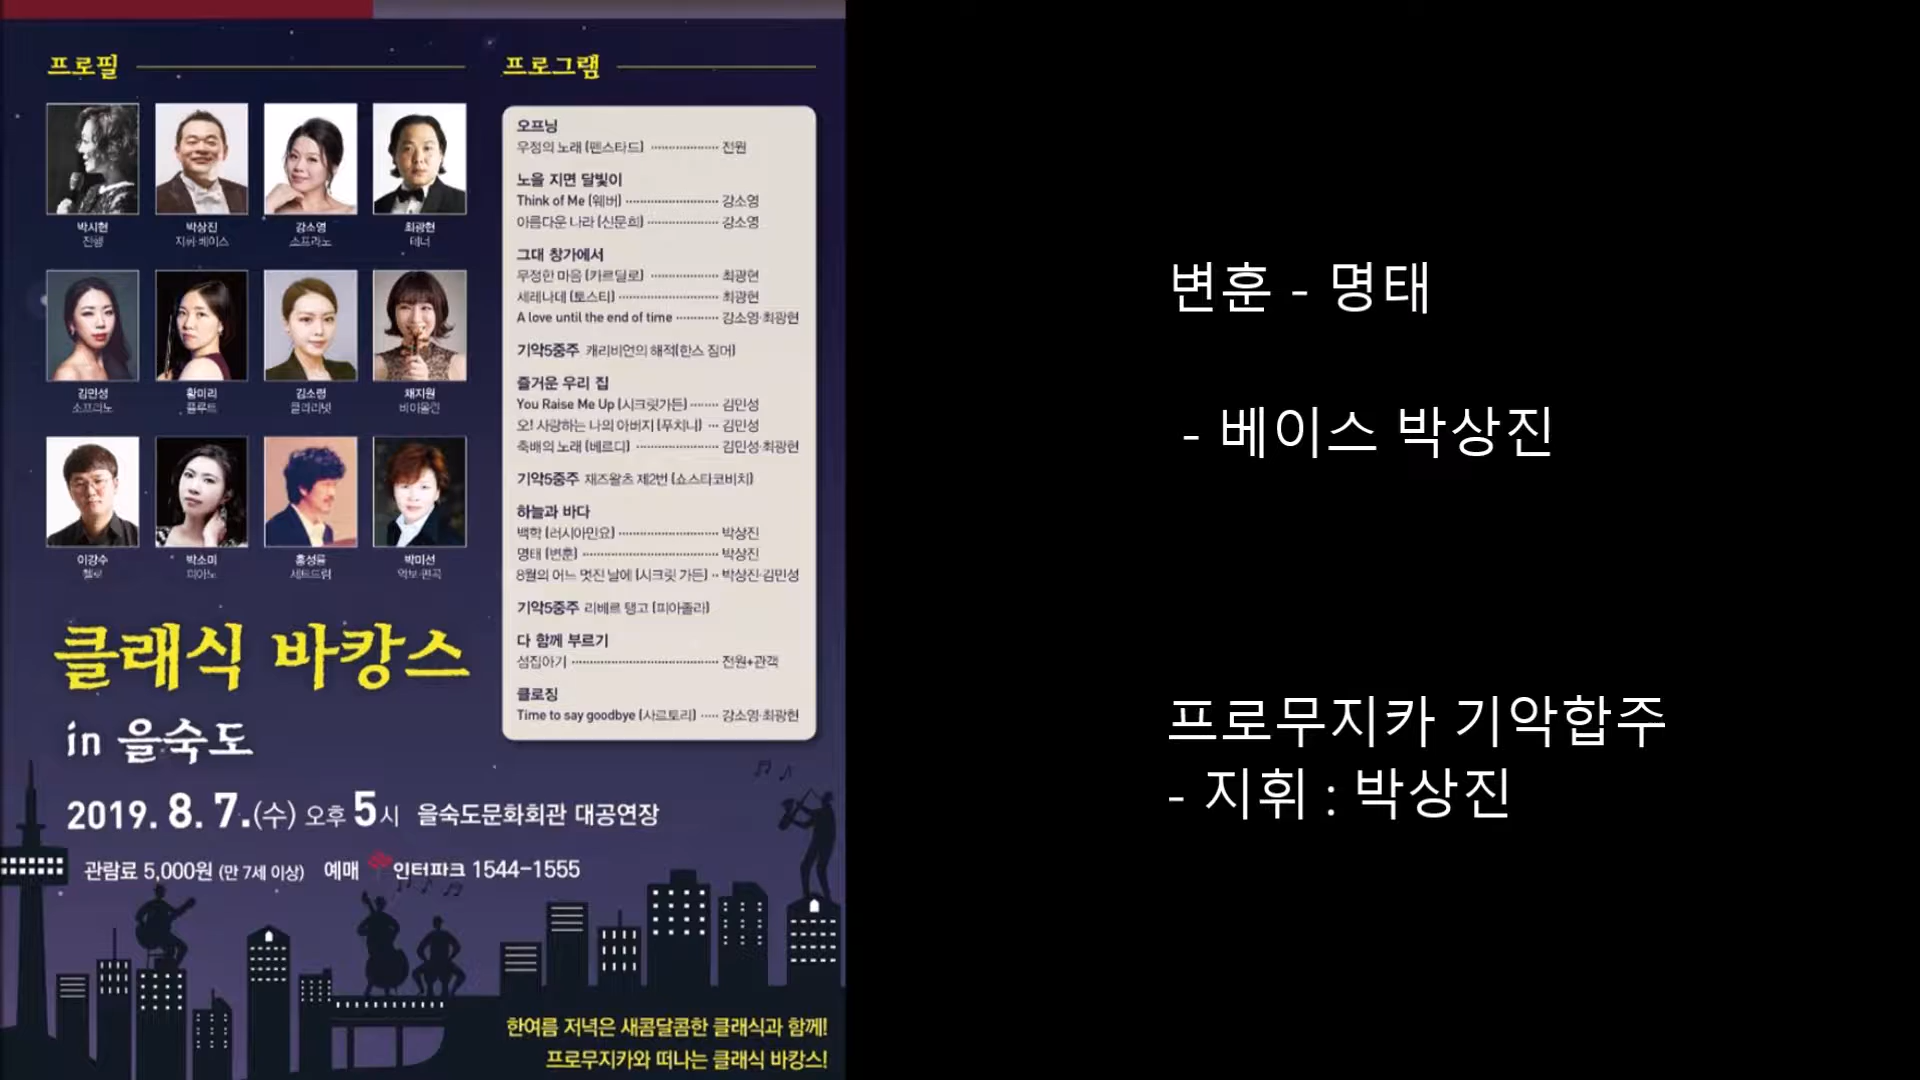 프로필
박시현
진행
박상진
지휘·베이스
강소영
소프라노
최광현
테너
김민성
소프라노
황미리
플루트
김소령
클라리넷
채지원
바이올린
이강수
첼로
박소미
피아노
홍성률
세트드럼
박미선
악보·편곡
클래식 바캉스
in 을숙도
2019. 8. 7.(수) 오후 5시 을숙도문화회관 대공연장
관람료 5,000원 (만 7세 이상) 예매 인터파크 1544-1555
프로그램
오프닝
우정의 노래 (펜스타드) ··················· 전원
노을 지면 달빛이
Think of Me (웨버) ·························· 강소영
아름다운 나라 (신문희) ···················· 강소영
그대 창가에서
무정한 마음 (카르딜로) ··················· 최광현
세레나데 (토스티) ···························· 최광현
A love until the end of time ············ 강소영·최광현
기악5중주 캐리비언의 해적(한스 짐머)
즐거운 우리 집
You Raise Me Up (시크릿가든) ········ 김민성
오! 사랑하는 나의 아버지 (푸치니) ··· 김민성
축배의 노래 (베르디) ······················· 김민성·최광현
기악5중주 재즈왈츠 제2번 (쇼스타코비치)
하늘과 바다
백학 (러시아민요) ···························· 박상진
명태 (변훈) ······································ 박상진
8월의 어느 멋진 날에 (시크릿 가든) ·· 박상진·김민성
기악5중주 리베르 탱고 (피아졸라)
다 함께 부르기
섬집아기 ········································· 전원+관객
클로징
Time to say goodbye (사르토리) ····· 강소영·최광현
한여름 저녁은 새콤달콤한 클래식과 함께!
프로무지카와 떠나는 클래식 바캉스!
변훈 - 명태
- 베이스 박상진
프로무지카 기악합주
- 지휘 : 박상진